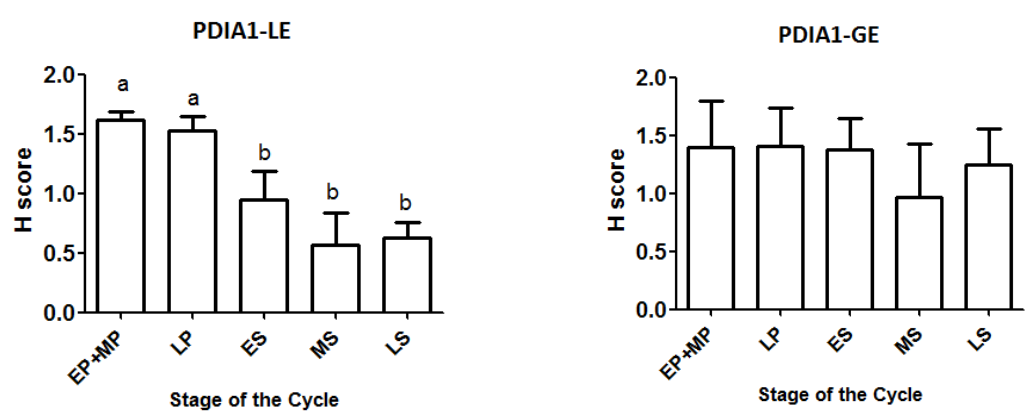 PDIA1-LE
H score
2.0
1.5
1.0
0.5
0.0
a
a
b
b
b
EP+MP
LP
ES
MS
LS
Stage of the Cycle
PDIA1-GE
H score
2.0
1.5
1.0
0.5
0.0
EP+MP
LP
ES
MS
LS
Stage of the Cycle